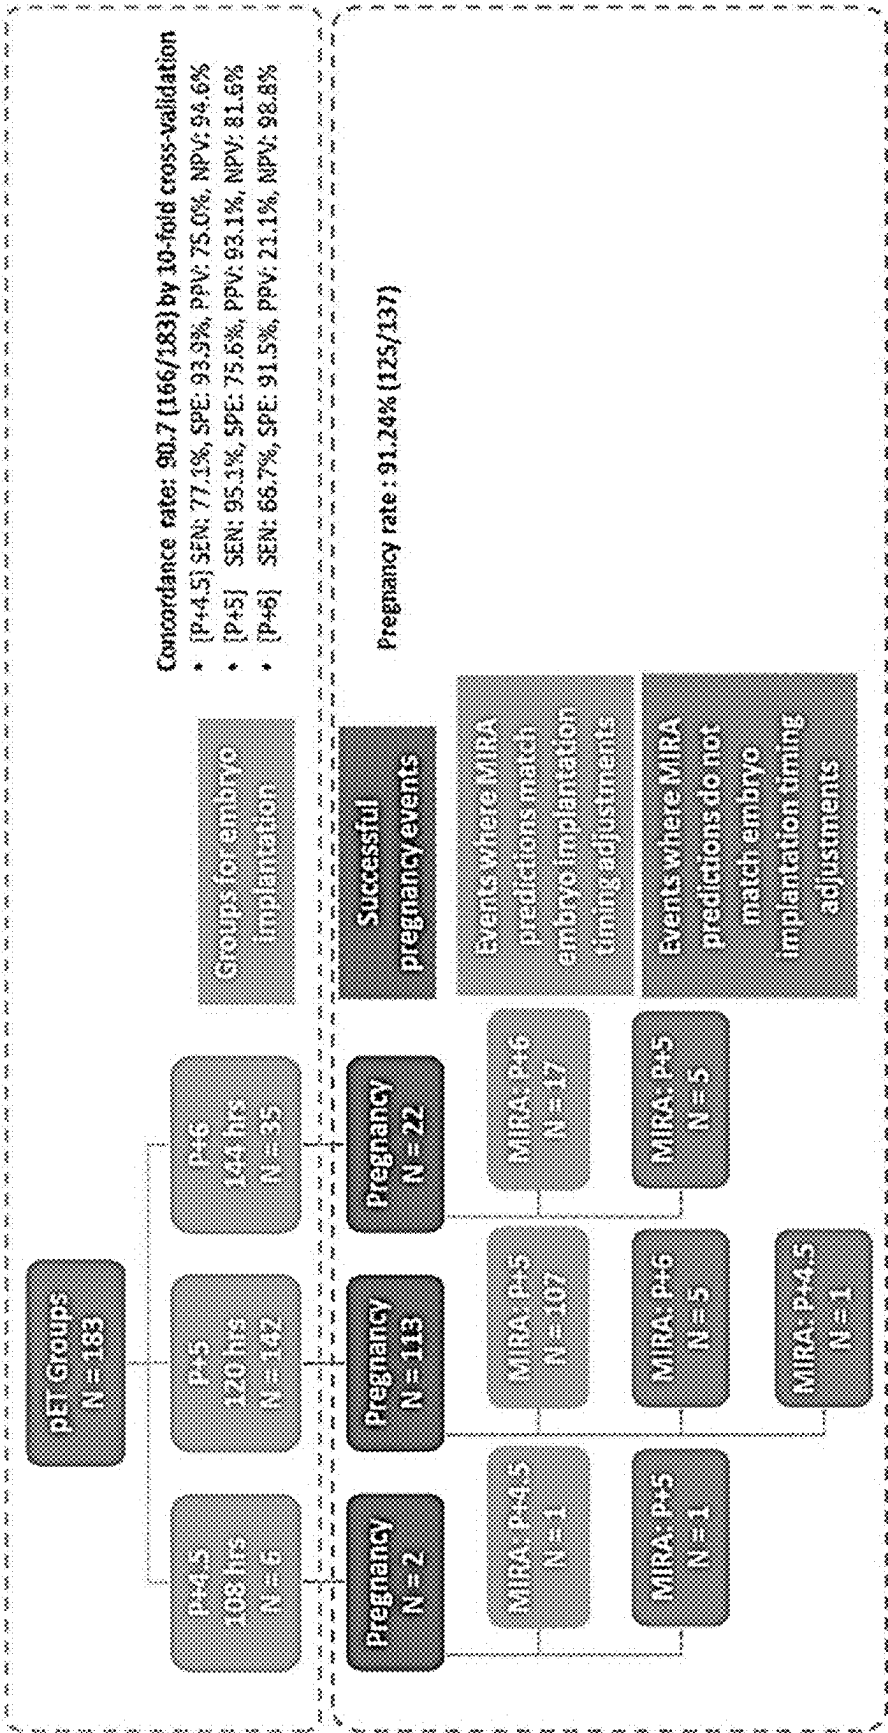 pET Groups
N = 183
P+4.5
108 hrs
N = 6
P+5
120 hrs
N = 142
P+6
144 hrs
N = 35
Groups for embryo
implantation
Concordance rate: 90.7 (166/183) by 10-fold cross-validation
• [P+4.5] SEN: 77.1%, SPE: 93.9%, PPV: 75.0%, NPV: 94.6%
• [P+5] SEN: 95.1%, SPE: 75.6%, PPV: 93.1%, NPV: 81.6%
• [P+6] SEN: 66.7%, SPE: 91.5%, PPV: 21.1%, NPV: 98.8%
Pregnancy
N = 2
Pregnancy
N = 113
Pregnancy
N = 22
Successful
pregnancy events
Pregnancy rate : 91.24% (125/137)
MIRA: P+4.5
N = 1
MIRA: P+5
N = 107
MIRA: P+6
N = 17
Events where MIRA
predictions match
embryo implantation
timing adjustments
MIRA: P+5
N = 1
MIRA: P+6
N = 5
MIRA: P+5
N = 5
Events where MIRA
predictions do not
match embryo
implantation timing
adjustments
MIRA: P+4.5
N = 1